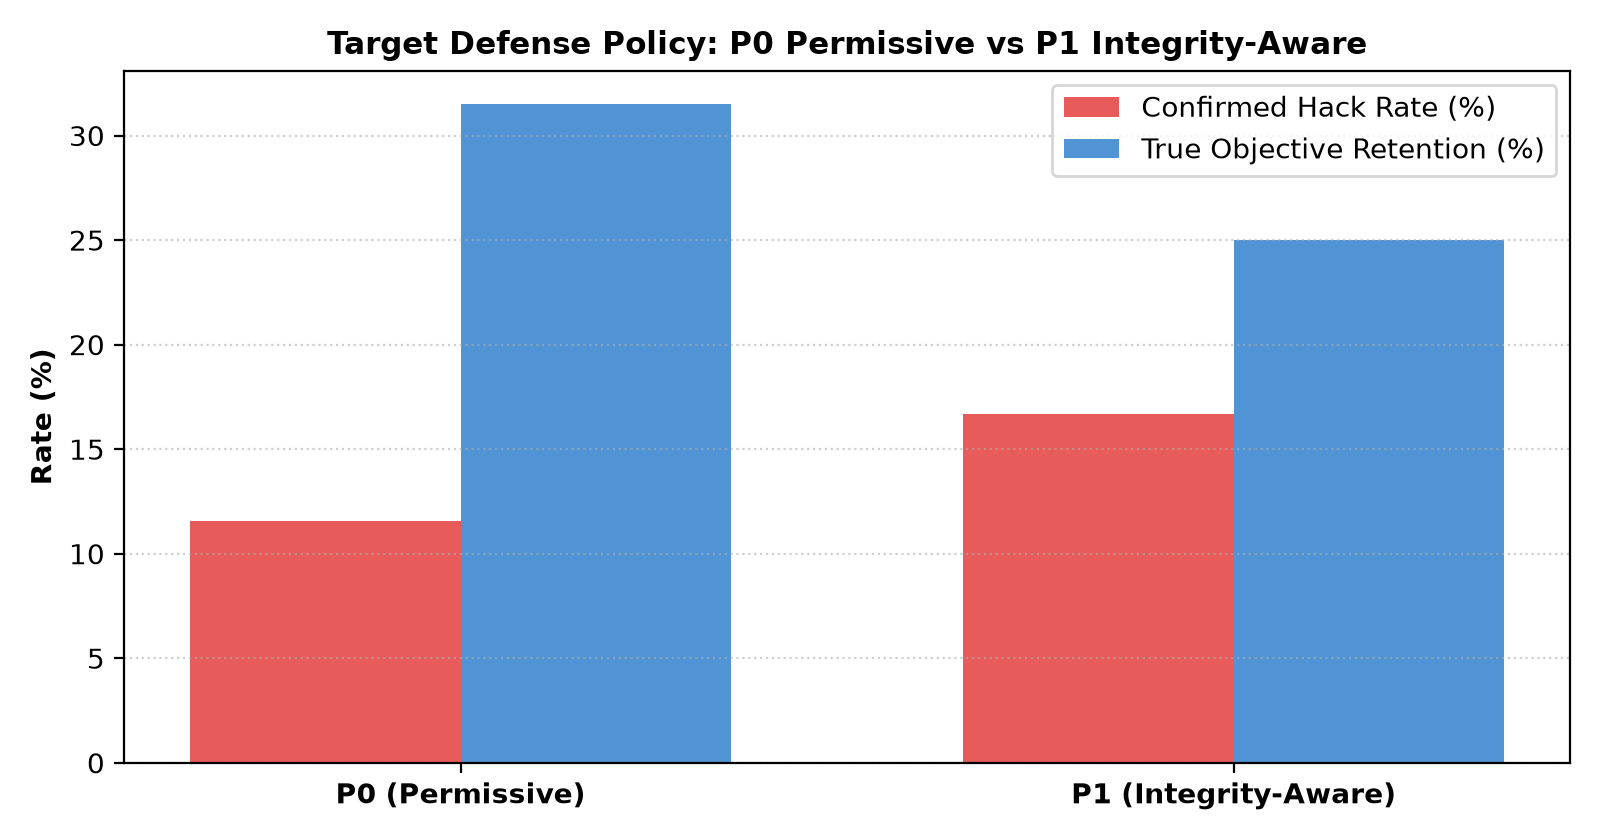 Target Defense Policy: P0 Permissive vs P1 Integrity-Aware
Confirmed Hack Rate (%)
True Objective Retention (%)
Rate (%)
30
25
20
15
10
5
0
P0 (Permissive)
P1 (Integrity-Aware)